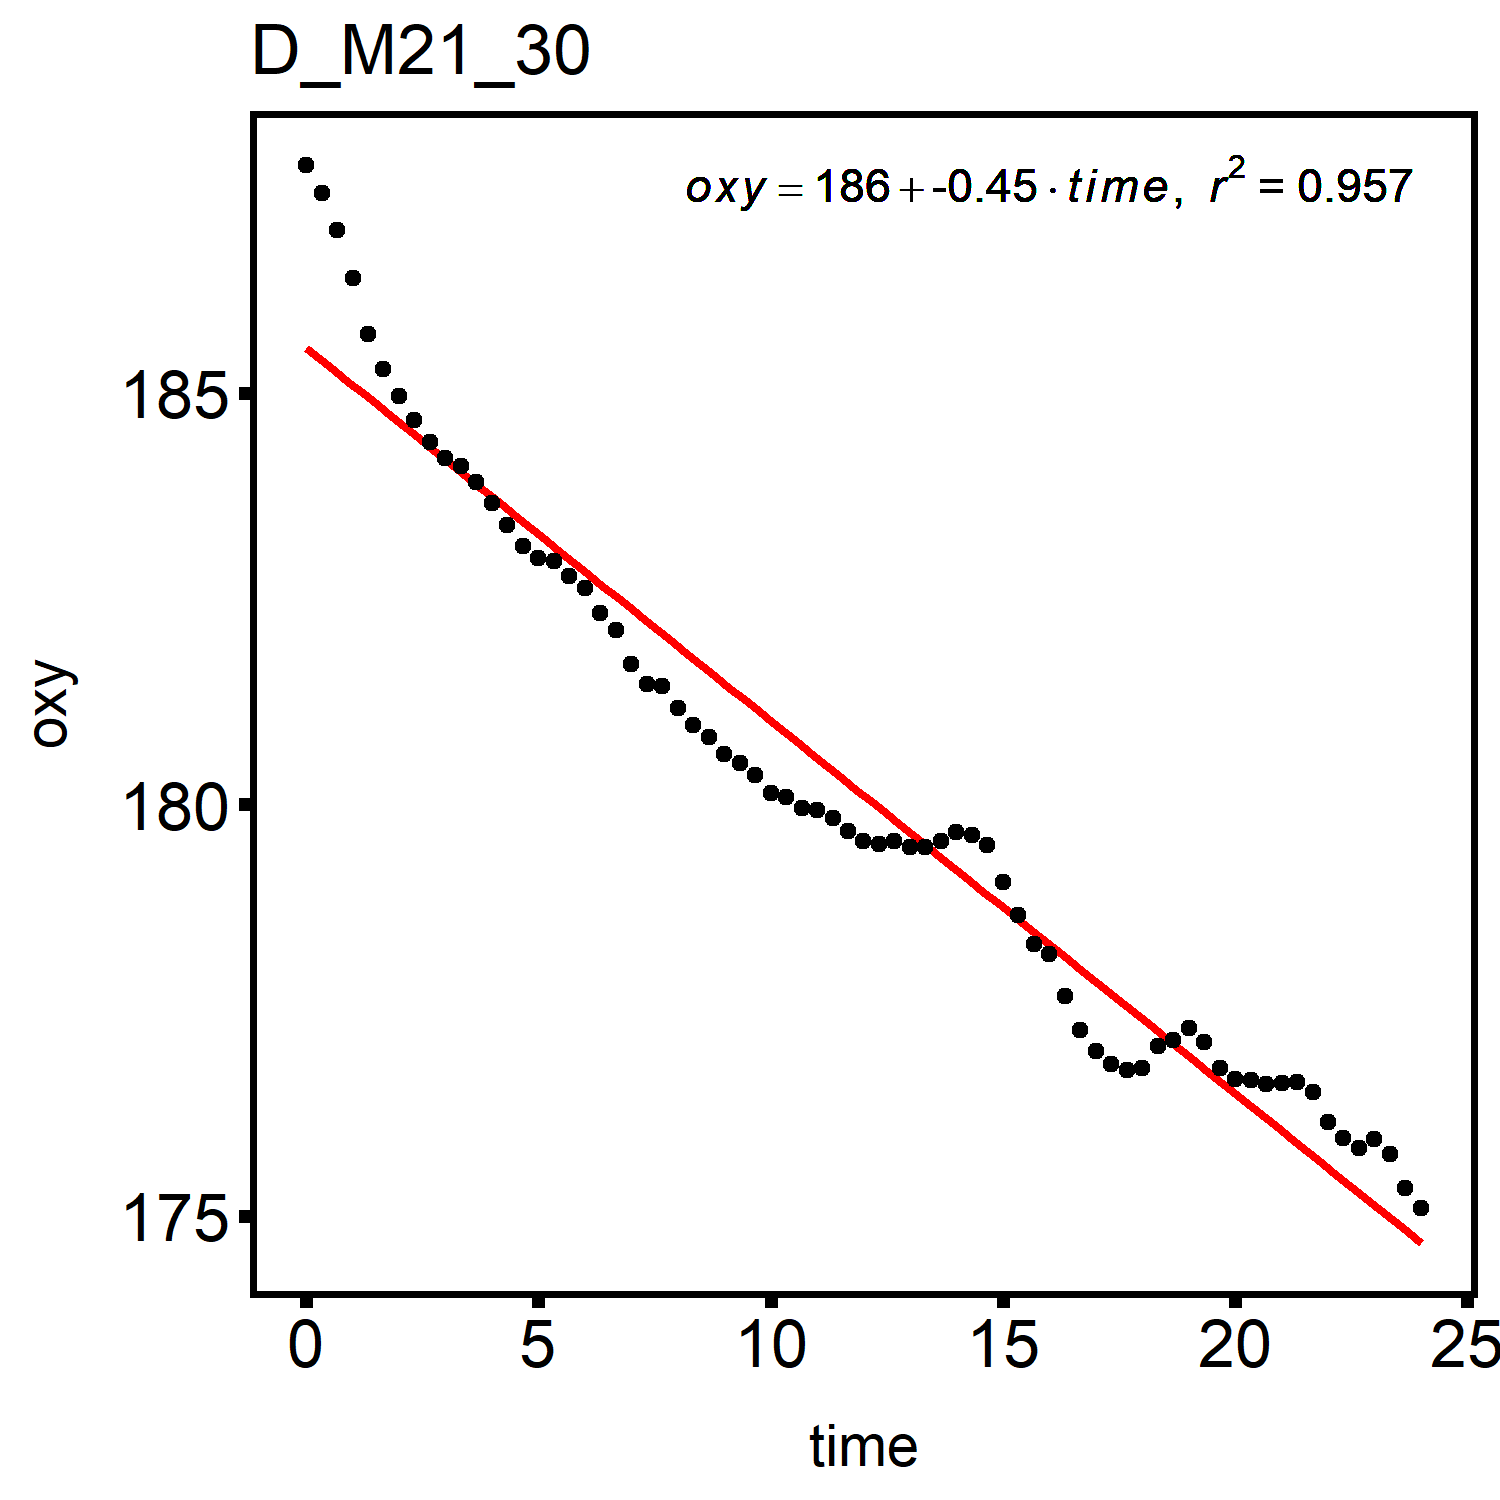 D_M21_30
oxy = 186 + -0.45 · time, r² = 0.957
185
180
175
oxy
0 5 10 15 20 25
time